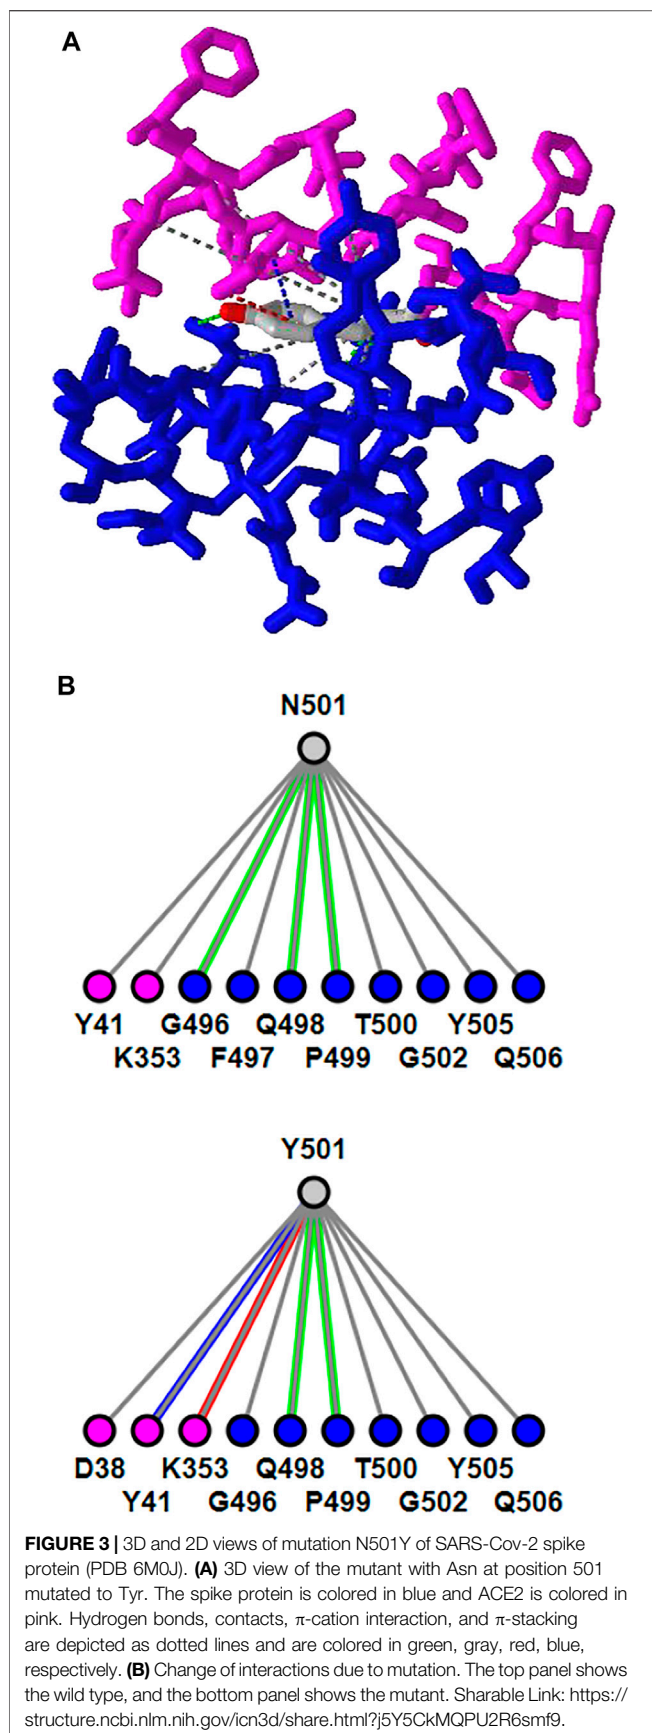 A
B
N501
Y41 G496 Q498 T500 Y505
K353 F497 P499 G502 Q506
Y501
D38 K353 Q498 T500 Y505
Y41 G496 P499 G502 Q506
FIGURE 3 | 3D and 2D views of mutation N501Y of SARS-Cov-2 spike
protein (PDB 6M0J). (A) 3D view of the mutant with Asn at position 501
mutated to Tyr. The spike protein is colored in blue and ACE2 is colored in
pink. Hydrogen bonds, contacts, π-cation interaction, and π-stacking
are depicted as dotted lines and are colored in green, gray, red, blue,
respectively. (B) Change of interactions due to mutation. The top panel shows
the wild type, and the bottom panel shows the mutant. Sharable Link: https://
structure.ncbi.nlm.nih.gov/icn3d/share.html?j5Y5CkMQPU2R6smf9.